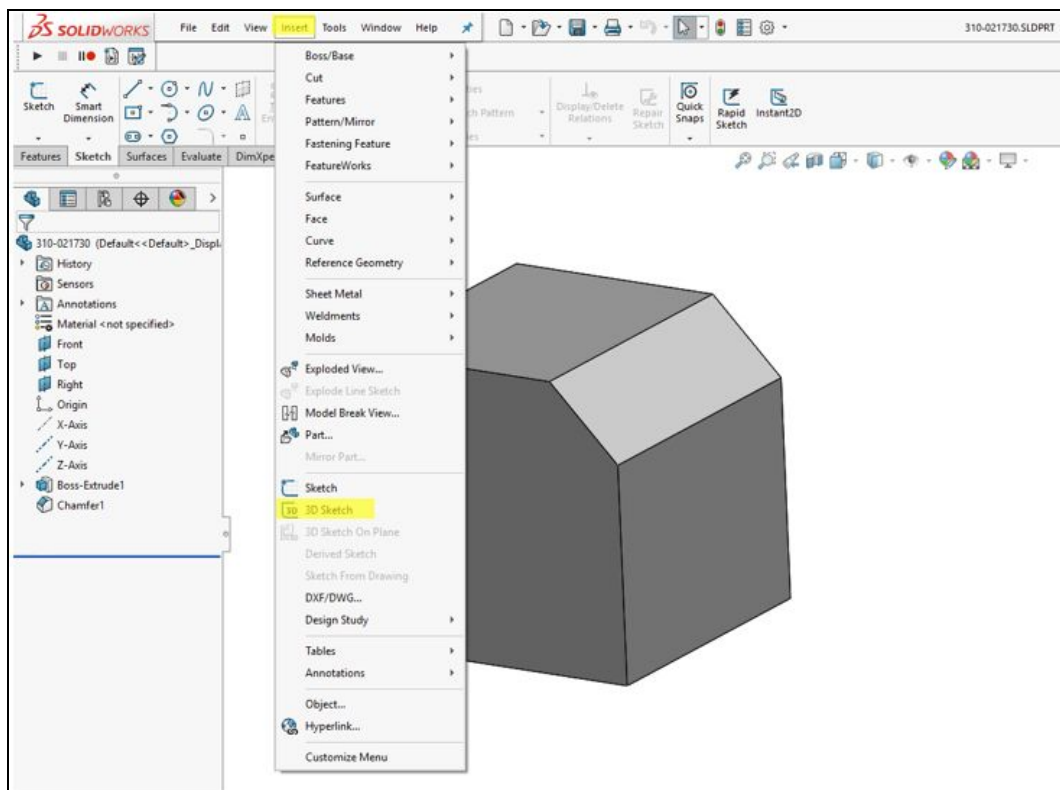 SOLIDWORKS File Edit View Insert Tools Window Help 310-021730.SLDPRT
Boss/Base
Cut
Features
Pattern/Mirror
Fastening Feature
FeatureWorks
Surface
Face
Curve
Reference Geometry
Sheet Metal
Weldments
Molds
Exploded View...
Explode Line Sketch
Model Break View...
Part...
Mirror Part...
Sketch
3D 3D Sketch
3D Sketch On Plane
Derived Sketch
Sketch From Drawing
DXF/DWG...
Design Study
Tables
Annotations
Object...
Hyperlink...
Customize Menu
Sketch Smart Dimension
Display/Delete Relations
Repair Sketch
Quick Snaps
Rapid Sketch
Instant2D
Features Sketch Surfaces Evaluate DimXpe
310-021730 (Default<<Default>_Displ
History
Sensors
Annotations
Material <not specified>
Front
Top
Right
Origin
X-Axis
Y-Axis
Z-Axis
Boss-Extrude1
Chamfer1